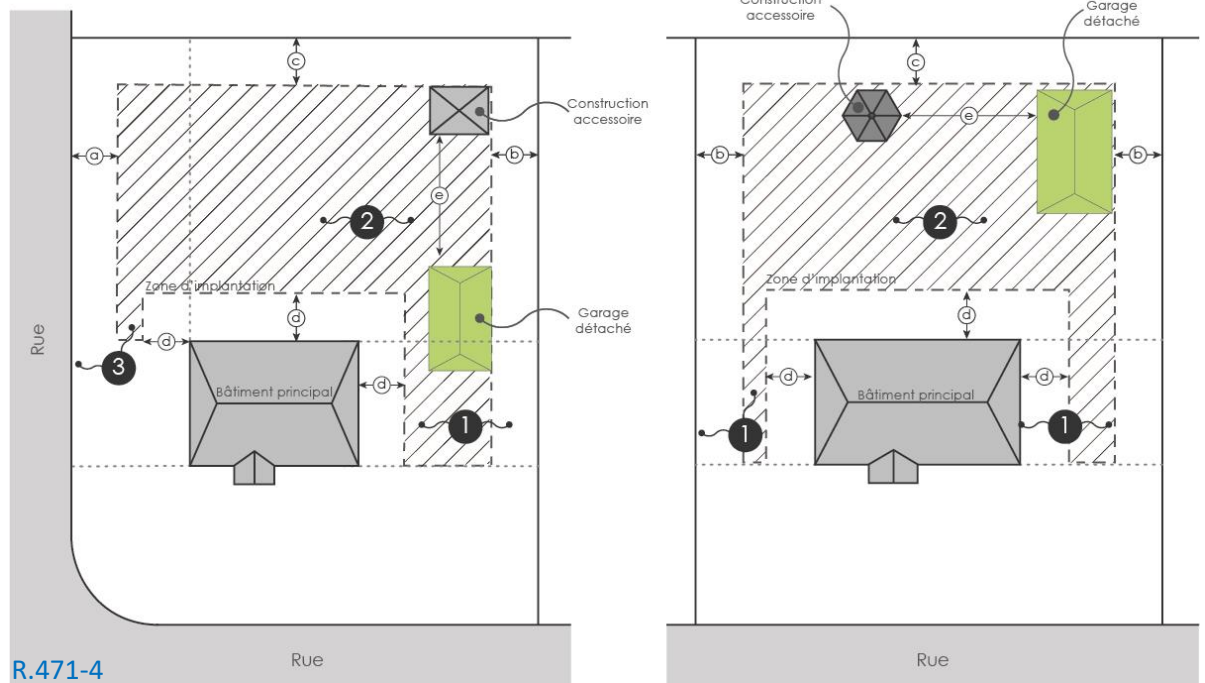 Construction
accessoire
Garage
détaché
c
c
Construction
accessoire
e
a
b
b
b
e
2
2
Zone d'implantation
Zone d'implantation
d
d
Garage
détaché
Rue
3
d
d
d
d
Bâtiment principal
Bâtiment principal
1
1
1
Rue
Rue
R.471-4